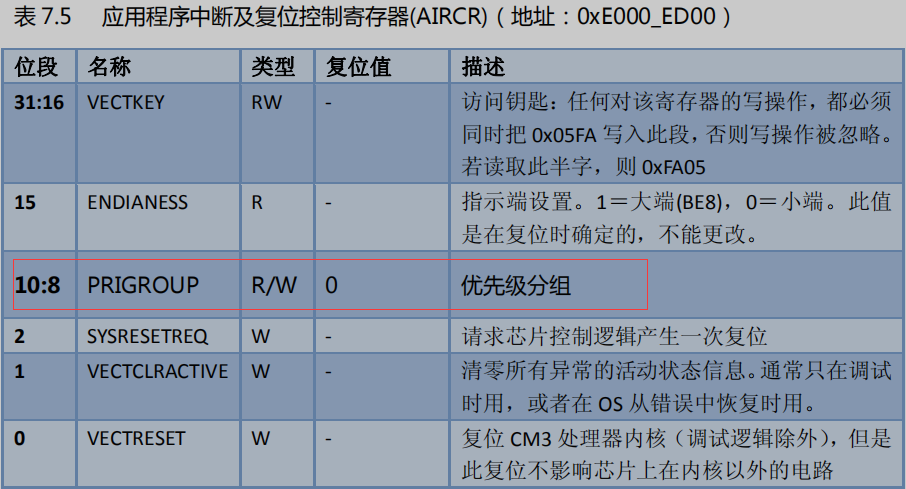 表 7.5 应用程序中断及复位控制寄存器(AIRCR)(地址:0xE000_ED00)
位段 名称 类型 复位值 描述
31:16 VECTKEY RW - 访问钥匙:任何对该寄存器的写操作,都必须
同时把 0x05FA 写入此段,否则写操作被忽略。
若读取此半字,则 0xFA05
15 ENDIANESS R - 指示端设置。1=大端(BE8),0=小端。此值
是在复位时确定的,不能更改。
10:8 PRIGROUP R/W 0 优先级分组
2 SYSRESETREQ W - 请求芯片控制逻辑产生一次复位
1 VECTCLRACTIVE W - 清零所有异常的活动状态信息。通常只在调试
时用,或者在 OS 从错误中恢复时用。
0 VECTRESET W - 复位 CM3 处理器内核(调试逻辑除外),但是
此复位不影响芯片上在内核以外的电路